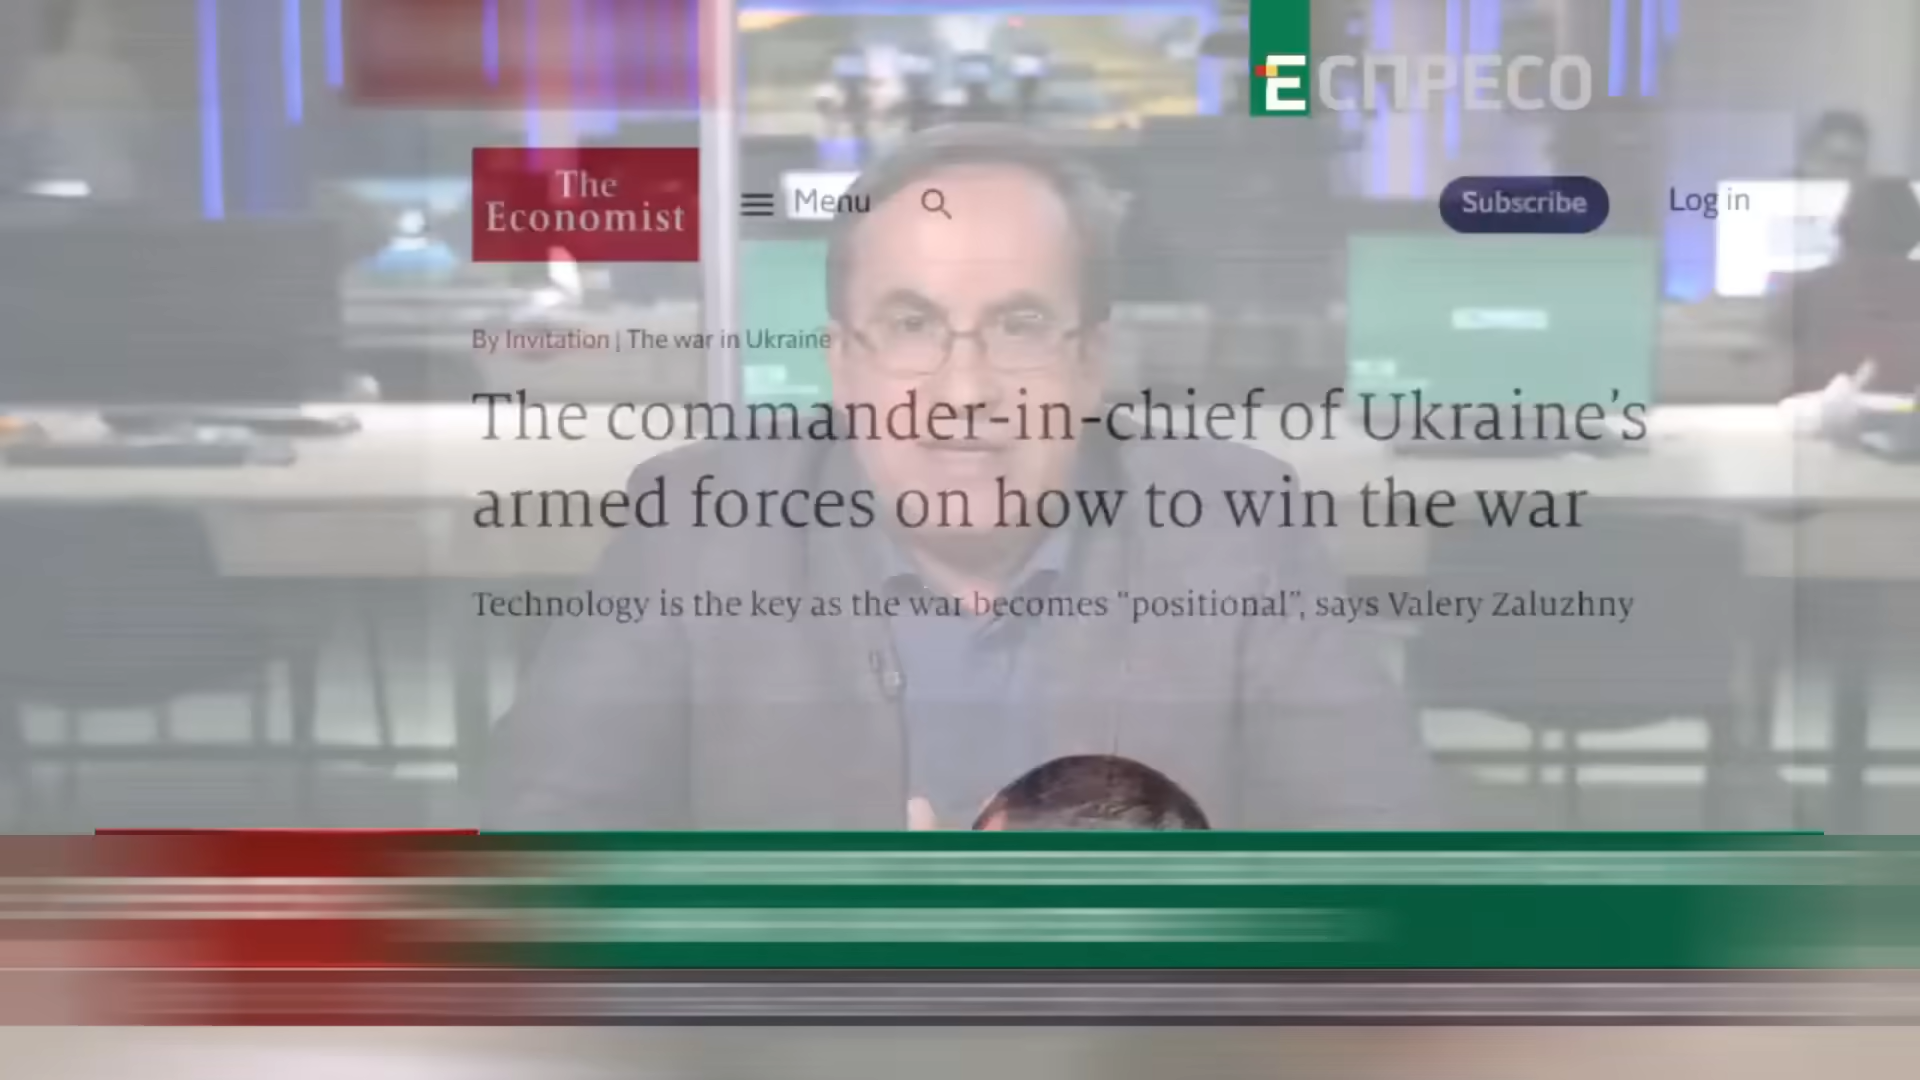 ЕСПРЕСО
The
Economist
Menu
Subscribe
Log in
By Invitation | The war in Ukraine
The commander-in-chief of Ukraine’s
armed forces on how to win the war
Technology is the key as the war becomes “positional”, says Valery Zaluzhny